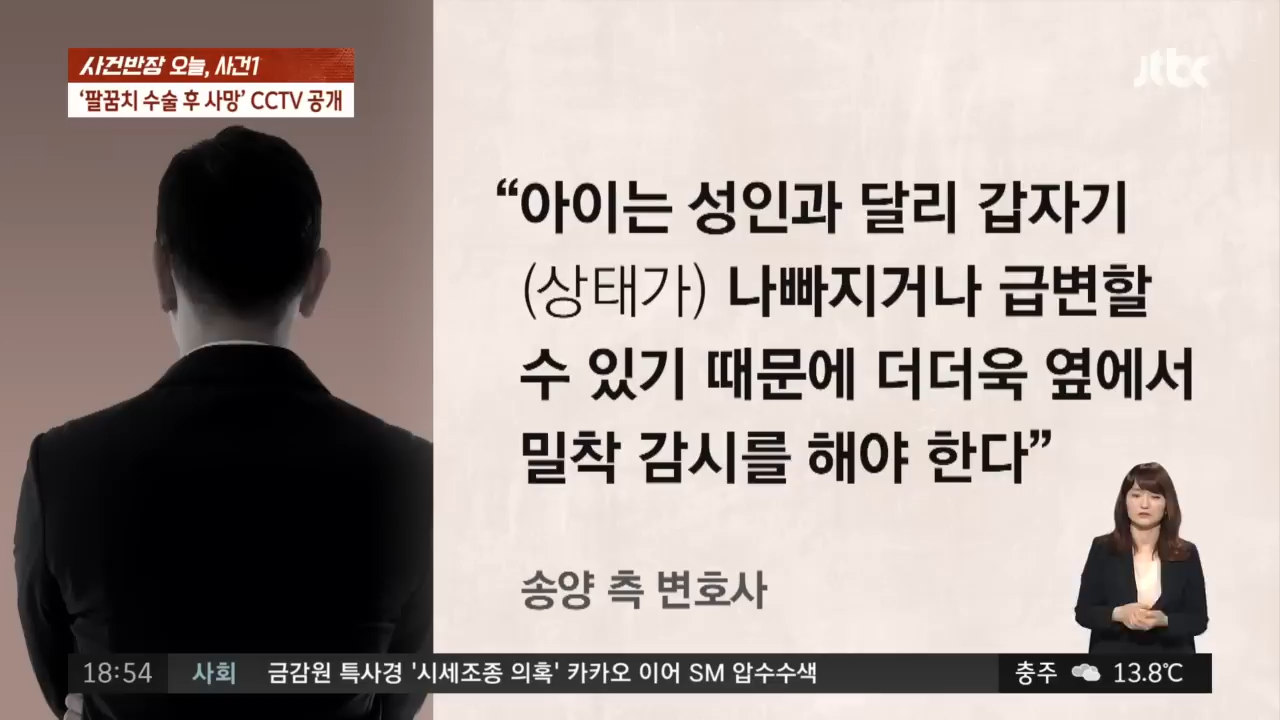 사건반장 오늘, 사건1
‘팔꿈치 수술 후 사망’ CCTV 공개
jtbc
“아이는 성인과 달리 갑자기
(상태가) 나빠지거나 급변할
수 있기 때문에 더더욱 옆에서
밀착 감시를 해야 한다”
송양 측 변호사
18:54 사회 금감원 특사경 '시세조종 의혹' 카카오 이어 SM 압수수색 충주 13.8℃